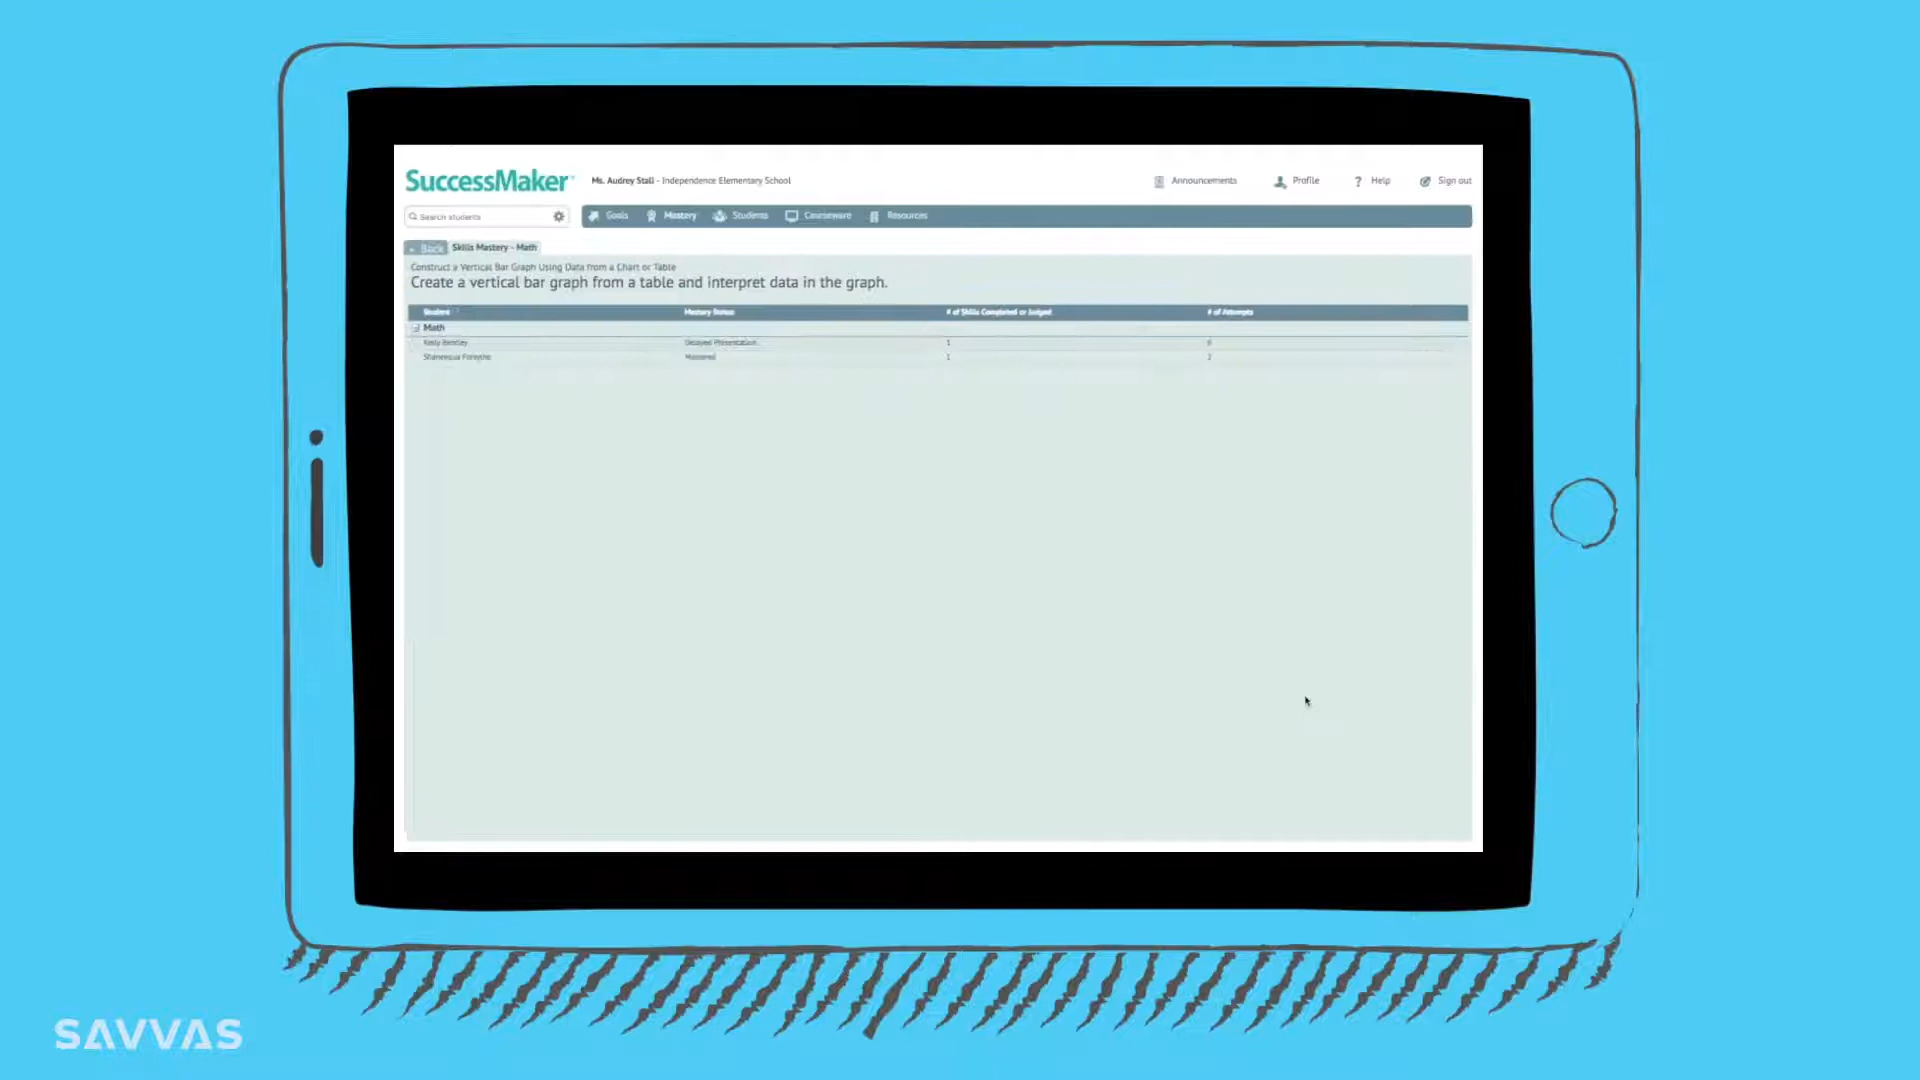 SuccessMaker
Ms. Audrey Stall - Independence Elementary School
Announcements
Profile
? Help
Sign out
Search students
Goals
Mastery
Students
Courseware
Resources
Back
Skills Mastery - Math
Construct a Vertical Bar Graph Using Data from a Chart or Table
Create a vertical bar graph from a table and interpret data in the graph.
Student Mastery Status # of Skills Completed or Judged # of Attempts
Math
Kelly Bentley Delayed Presentation 1
Forsythe Mastered 1
SAVVAS